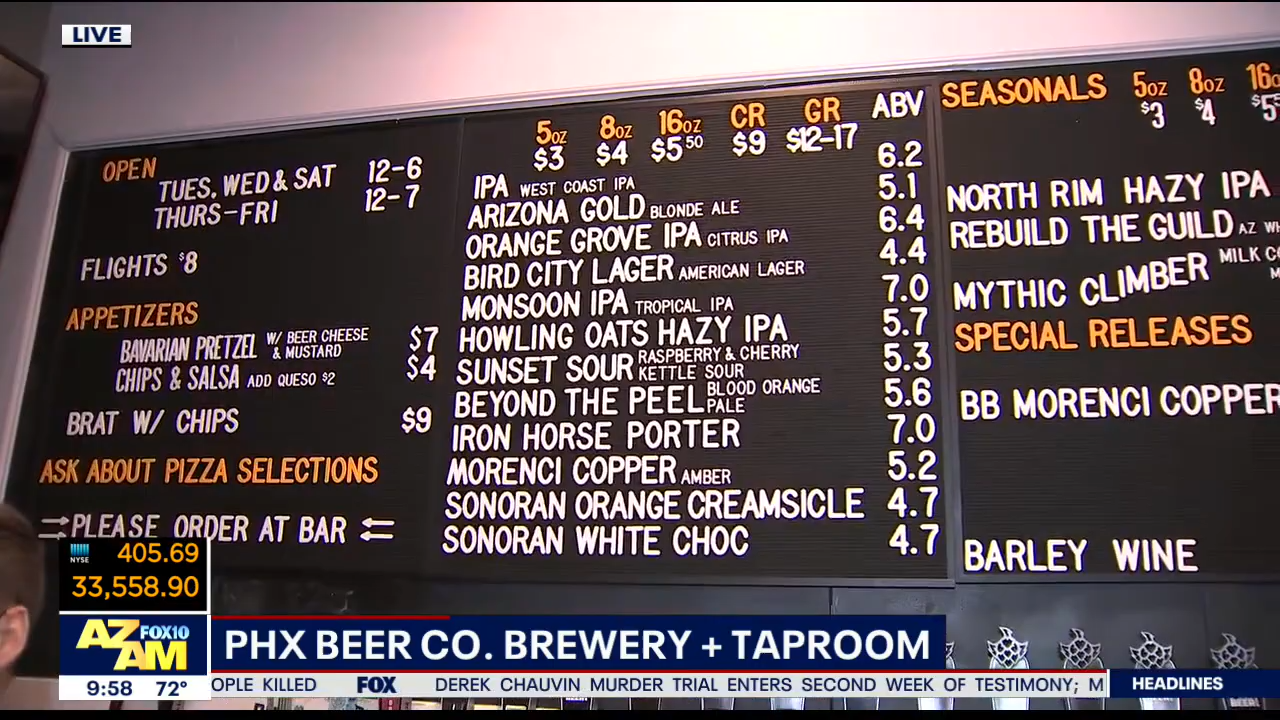 LIVE
OPEN
TUES, WED & SAT 12-6
THURS-FRI 12-7
FLIGHTS $8
APPETIZERS
BAVARIAN PRETZEL W/ BEER CHEESE & MUSTARD $7
CHIPS & SALSA ADD QUESO $2 $4
BRAT W/ CHIPS $9
ASK ABOUT PIZZA SELECTIONS
PLEASE ORDER AT BAR
5OZ 8OZ 16OZ CR GR ABV
$3 $4 $5.50 $9 $12-17
IPA WEST COAST IPA 6.2
ARIZONA GOLD BLONDE ALE 5.1
ORANGE GROVE IPA CITRUS IPA 6.4
BIRD CITY LAGER AMERICAN LAGER 4.4
MONSOON IPA TROPICAL IPA 7.0
HOWLING OATS HAZY IPA 5.7
SUNSET SOUR RASPBERRY & CHERRY KETTLE SOUR 5.3
BEYOND THE PEEL BLOOD ORANGE PALE 5.6
IRON HORSE PORTER 7.0
MORENCI COPPER AMBER 5.2
SONORAN ORANGE CREAMSICLE 4.7
SONORAN WHITE CHOC 4.7
SEASONALS 5OZ 8OZ 16O
$3 $4 $5
NORTH RIM HAZY IPA
REBUILD THE GUILD AZ WH
MYTHIC CLIMBER MILK CO
SPECIAL RELEASES
BB MORENCI COPPER
BARLEY WINE
NYSE 405.69
33,558.90
AZAM FOX10
PHX BEER CO. BREWERY + TAPROOM
9:58 72° OPLE KILLED FOX DEREK CHAUVIN MURDER TRIAL ENTERS SECOND WEEK OF TESTIMONY; M HEADLINES